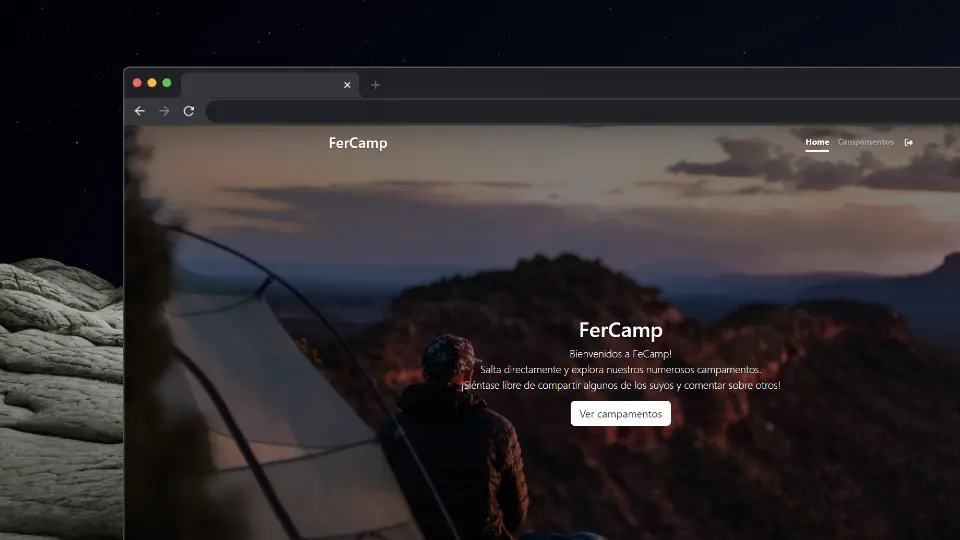 FerCamp
Home Campamentos
FerCamp
Bienvenidos a FeCamp!
Salta directamente y explora nuestros numerosos campamentos.
¡Siéntase libre de compartir algunos de los suyos y comentar sobre otros!
Ver campamentos